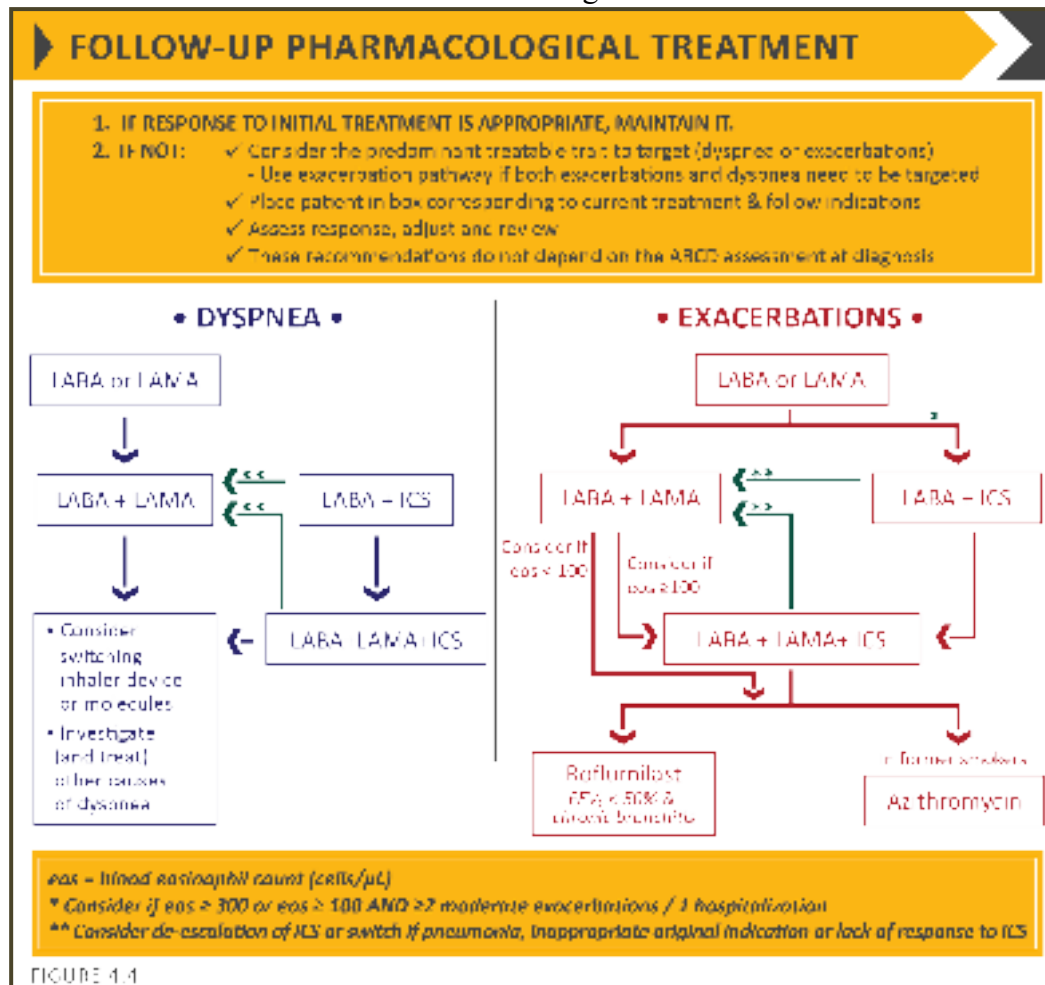 FOLLOW-UP PHARMACOLOGICAL TREATMENT
1. IF RESPONSE TO INITIAL TREATMENT IS APPROPRIATE, MAINTAIN IT.
2. IF NOT: ✓ Consider the predominant treatable trait to target (dyspnea or exacerbations)
- Use exacerbation pathway if both exacerbations and dyspnea need to be targeted
✓ Place patient in box corresponding to current treatment & follow indications
✓ Assess response, adjust and review
✓ These recommendations do not depend on the ABCD assessment at diagnosis
• DYSPNEA •
LABA or LAMA
LABA + LAMA
**
**
LABA + ICS
• Consider
switching
inhaler device
or molecules
• Investigate
(and treat)
other causes
of dyspnea
LABA+LAMA+ICS
• EXACERBATIONS •
LABA or LAMA
*
LABA + LAMA
**
**
LABA + ICS
Consider if
eos < 100
Consider if
eos ≥100
LABA + LAMA+ ICS
Roflumilast
FEV₁ < 50% &
chronic bronchitis
In former smokers
Azithromycin
eos = blood eosinophil count (cells/µL)
* Consider if eos ≥ 300 or eos ≥ 100 AND ≥2 moderate exacerbations / 1 hospitalization
** Consider de-escalation of ICS or switch if pneumonia, inappropriate original indication or lack of response to ICS
FIGURE 4.4